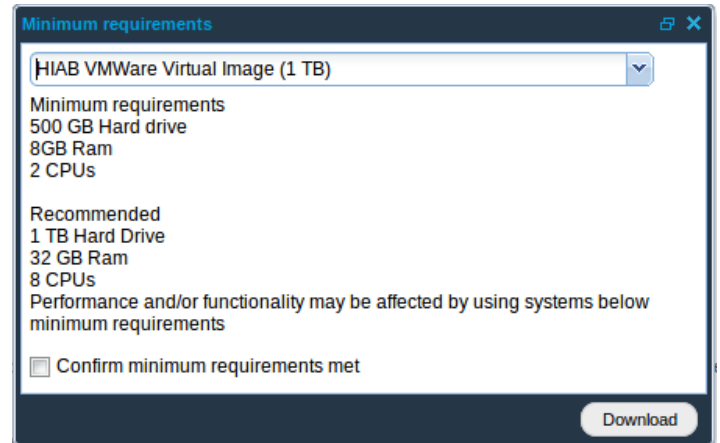 Minimum requirements
HIAB VMWare Virtual Image (1 TB)
Minimum requirements
500 GB Hard drive
8GB Ram
2 CPUs
Recommended
1 TB Hard Drive
32 GB Ram
8 CPUs
Performance and/or functionality may be affected by using systems below
minimum requirements
Confirm minimum requirements met
Download